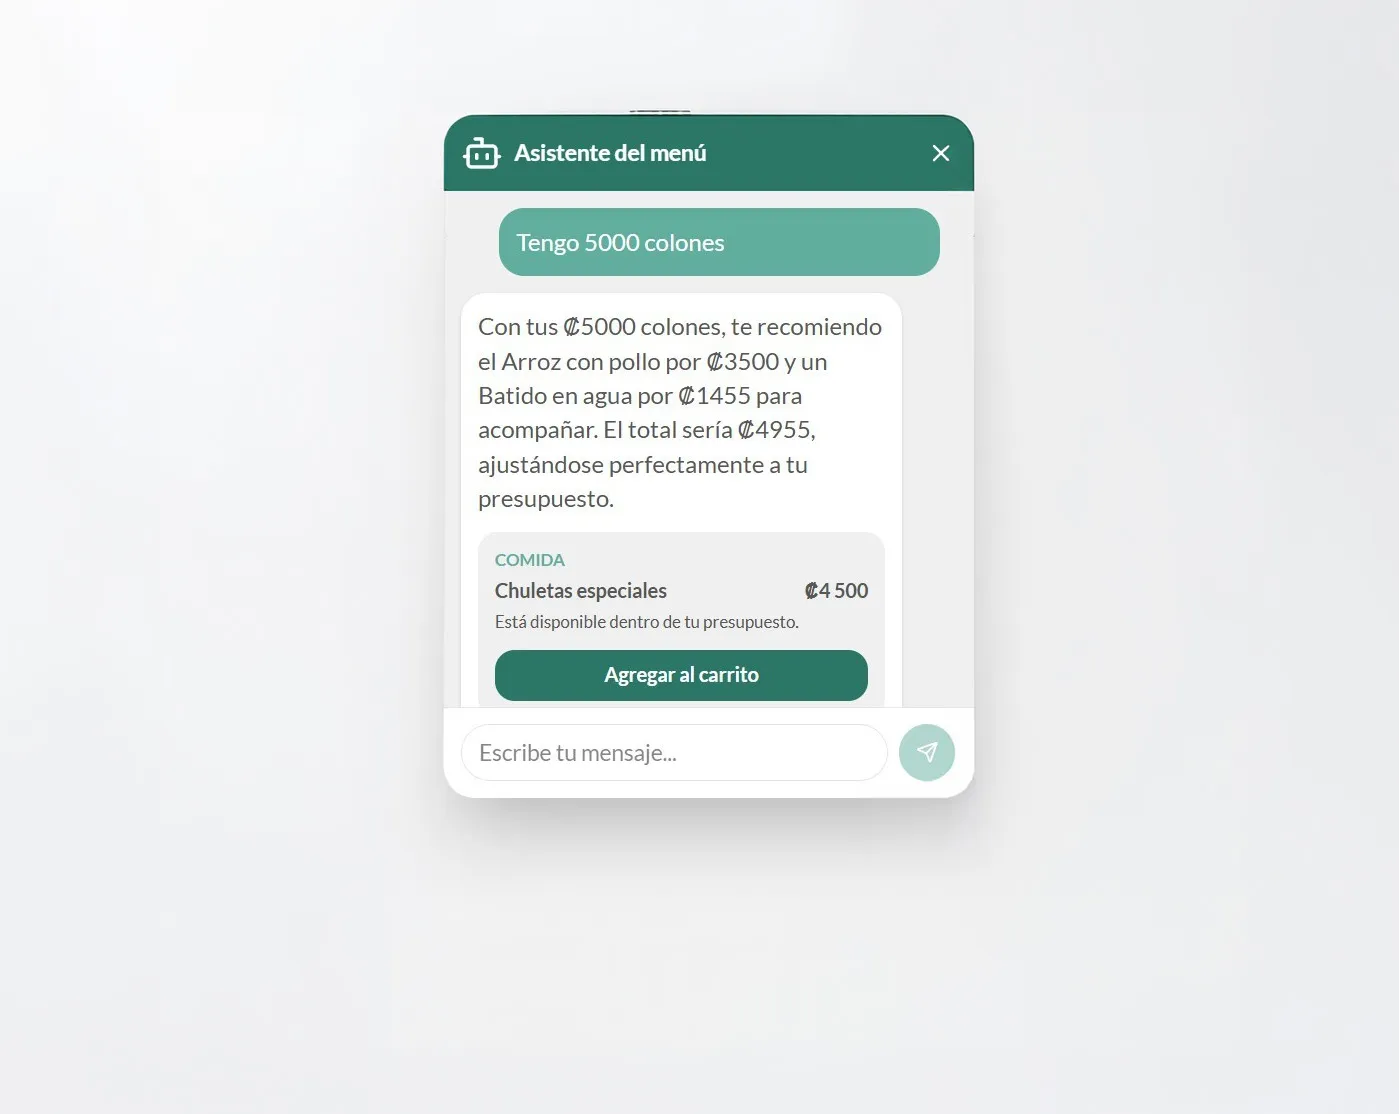 Asistente del menú
Tengo 5000 colones
Con tus ₡5000 colones, te recomiendo
el Arroz con pollo por ₡3500 y un
Batido en agua por ₡1455 para
acompañar. El total sería ₡4955,
ajustándose perfectamente a tu
presupuesto.
COMIDA
Chuletas especiales ₡4 500
Está disponible dentro de tu presupuesto.
Agregar al carrito
Escribe tu mensaje...